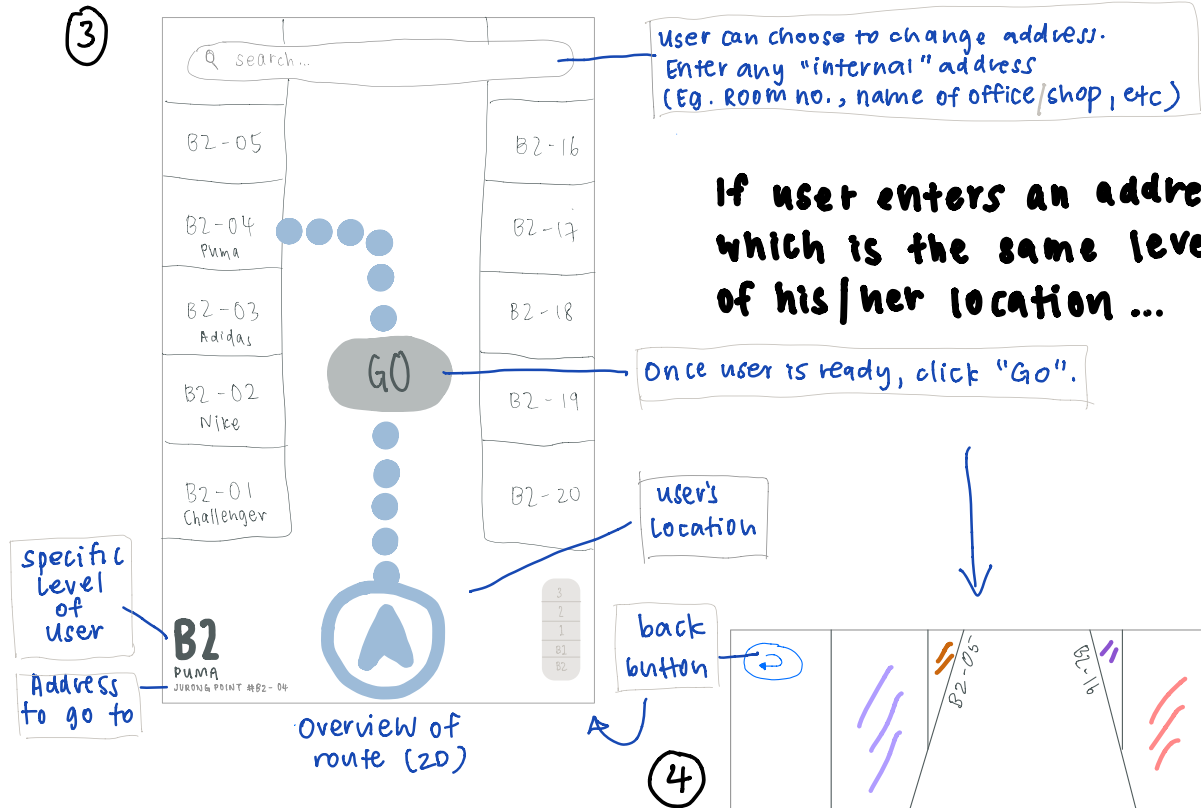 3
search...
user can choose to change address.
Enter any "internal" address
(Eg. Room no., name of office/shop, etc)
B2-05
B2-16
If user enters an addre
which is the same leve
of his/her location...
B2-04
Puma
B2-17
B2-03
Adidas
B2-18
GO
Once user is ready, click "Go".
B2-02
Nike
B2-19
B2-01
Challenger
B2-20
user's
location
specific
level
of
user
3
2
1
B1
B2
B2
PUMA
JURONG POINT #B2-04
Address
to go to
back
button
overview of
route (2D)
4
B2-05
B2-16